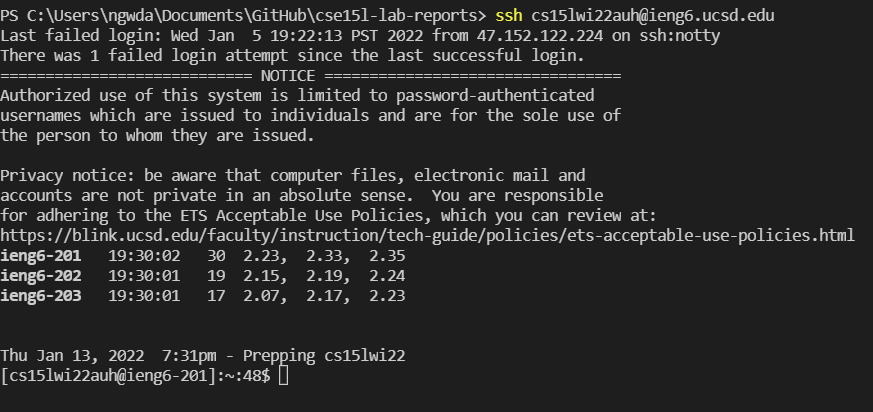 PS C:\Users\ngwda\Documents\GitHub\cse15l-lab-reports> ssh cs15lwi22auh@ieng6.ucsd.edu
Last failed login: Wed Jan  5 19:22:13 PST 2022 from 47.152.122.224 on ssh:notty
There was 1 failed login attempt since the last successful login.
============================ NOTICE =================================
Authorized use of this system is limited to password-authenticated
usernames which are issued to individuals and are for the sole use of
the person to whom they are issued.

Privacy notice: be aware that computer files, electronic mail and
accounts are not private in an absolute sense.  You are responsible
for adhering to the ETS Acceptable Use Policies, which you can review at:
https://blink.ucsd.edu/faculty/instruction/tech-guide/policies/ets-acceptable-use-policies.html
ieng6-201   19:30:02   30  2.23,  2.33,  2.35
ieng6-202   19:30:01   19  2.15,  2.19,  2.24
ieng6-203   19:30:01   17  2.07,  2.17,  2.23

Thu Jan 13, 2022  7:31pm - Prepping cs15lwi22
[cs15lwi22auh@ieng6-201]:~:48$